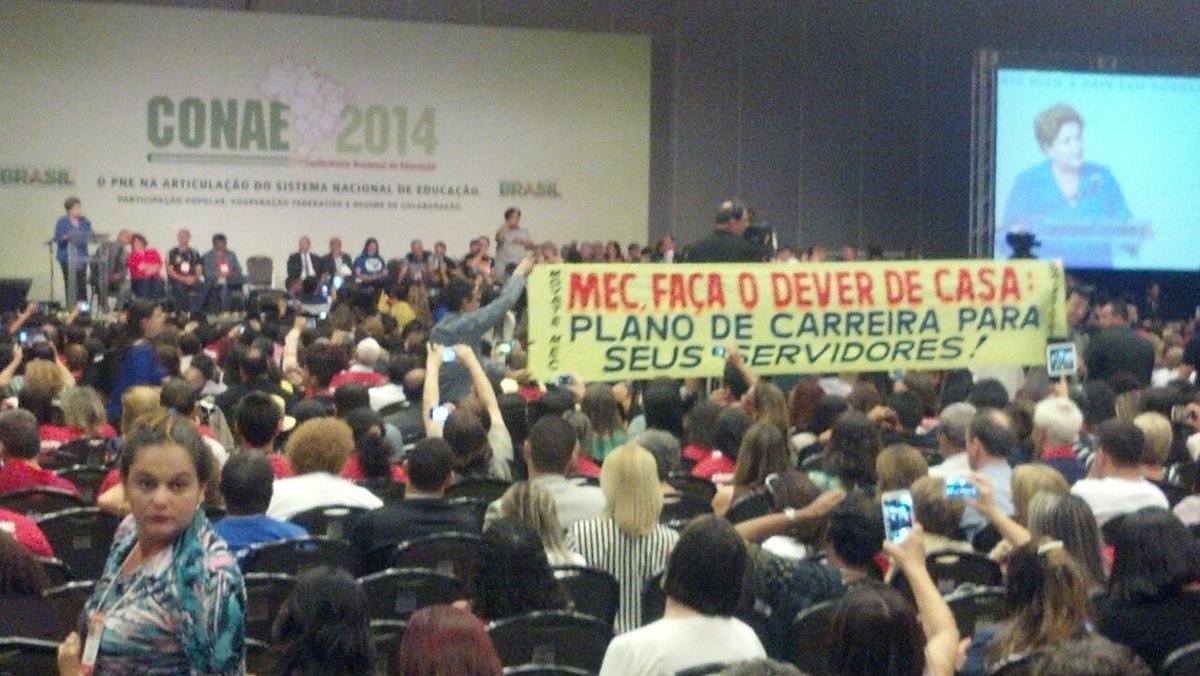 CONAE 2014
Conferência Nacional de Educação
BRASIL
O PNE NA ARTICULAÇÃO DO SISTEMA NACIONAL DE EDUCAÇÃO
BRASIL
PARTICIPAÇÃO POPULAR, COOPERAÇÃO FEDERATIVA E REGIME DE COLABORAÇÃO
MEC, FAÇA O DEVER DE CASA:
PLANO DE CARREIRA PARA
SEUS SERVIDORES!